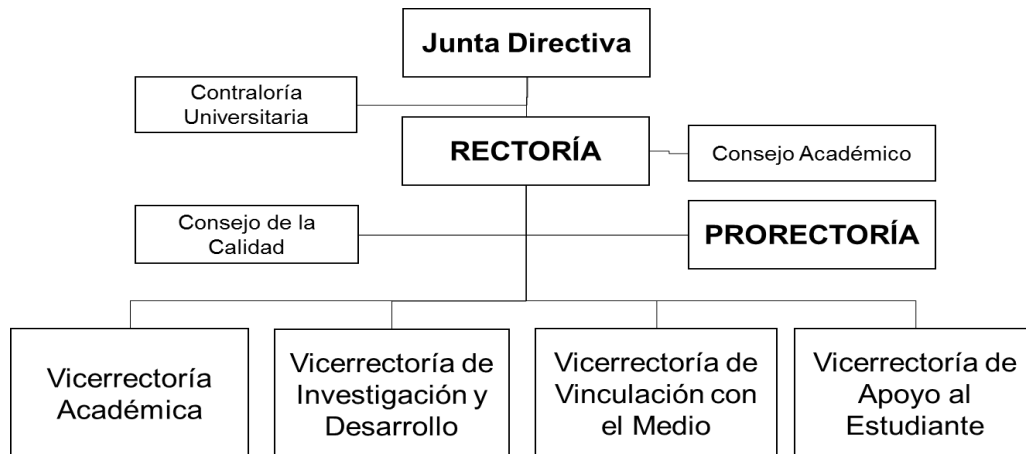 Junta Directiva
Contraloría
Universitaria
RECTORÍA
Consejo Académico
Consejo de la
Calidad
PRORECTORÍA
Vicerrectoría
Académica
Vicerrectoría de
Investigación y
Desarrollo
Vicerrectoría de
Vinculación con
el Medio
Vicerrectoría de
Apoyo al
Estudiante